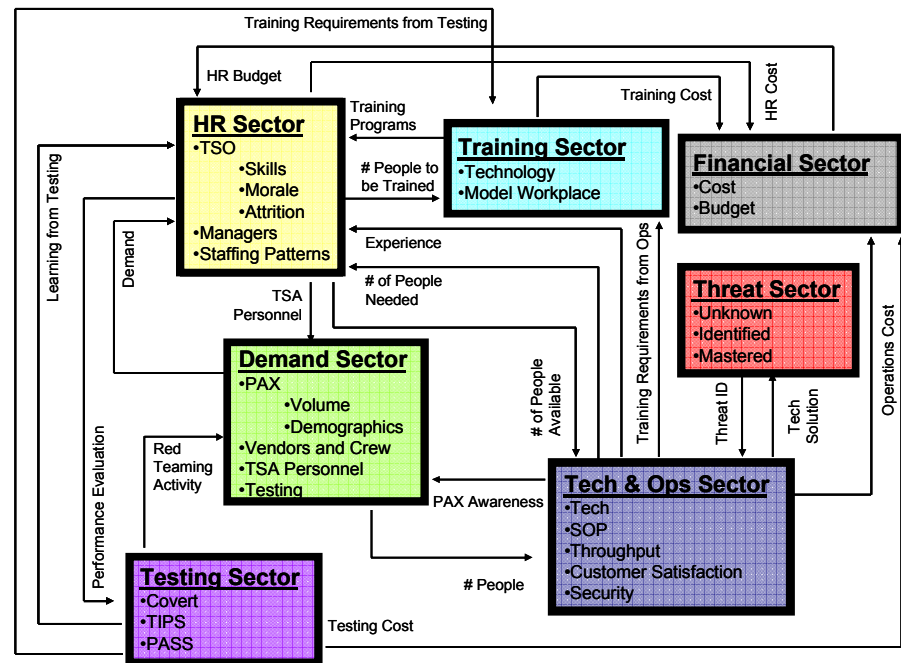 Training Requirements from Testing
HR Budget
Training Cost
HR Cost
HR Sector
•TSO
•Skills
•Morale
•Attrition
•Managers
•Staffing Patterns
Training
Programs
# People to
be Trained
Training Sector
•Technology
•Model Workplace
Financial Sector
•Cost
•Budget
Learning from Testing
Demand
Experience
# of People
Needed
TSA
Personnel
Training Requirements from Ops
Threat Sector
•Unknown
•Identified
•Mastered
Operations Cost
Demand Sector
•PAX
•Volume
•Demographics
•Vendors and Crew
•TSA Personnel
•Testing
# of People
Available
Threat ID
Tech
Solution
Performance Evaluation
Red
Teaming
Activity
PAX Awareness
Tech & Ops Sector
•Tech
•SOP
•Throughput
•Customer Satisfaction
•Security
# People
Testing Sector
•Covert
•TIPS
•PASS
Testing Cost